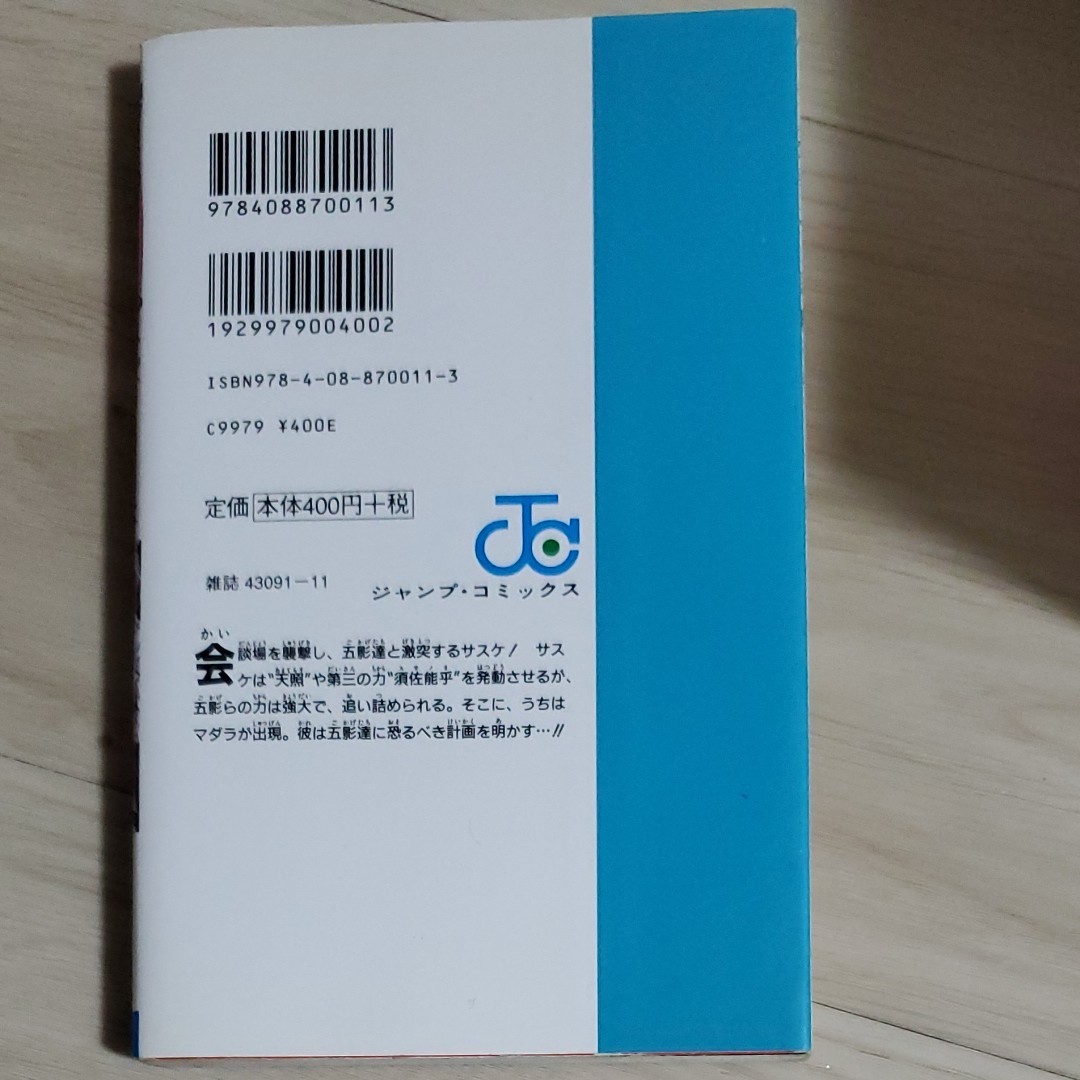 9784088700113
1929979004002
ISBN978-4-08-870011-3
C9979 ¥400E
定価 本体400円+税
JC
雑誌 43091-11
ジャンプ・コミックス
会談場を襲撃し、五影達と激突するサスケ! サス
ケは“天照”や第三の力“須佐能乎”を発動させるが、
五影らの力は強大で、追い詰められる。そこに、うちは
マダラが出現。彼は五影達に恐るべき計画を明かす…!!